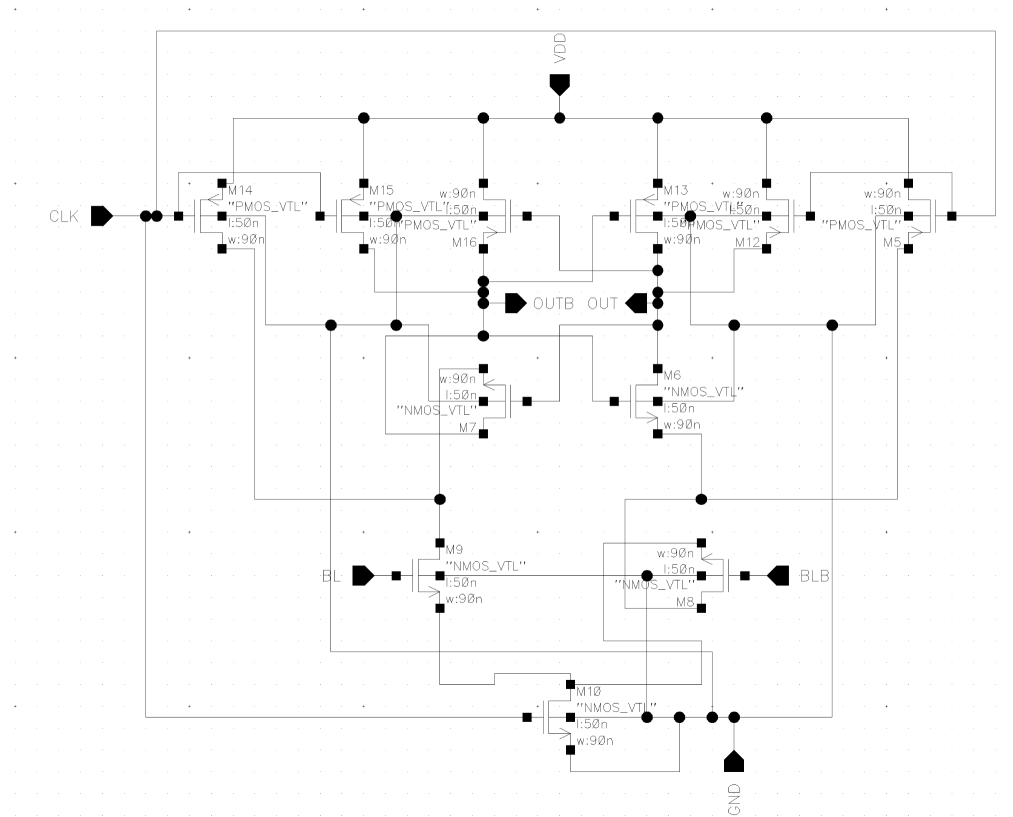 VDD
CLK
M14
"PMOS_VTL"
l:50n
w:90n
M15
"PMOS_VTL"
l:50n
w:90n
w:90n
l:50n
"PMOS_VTL"
M16
M13
"PMOS_VTL"
l:50n
w:90n
w:90n
l:50n
"PMOS_VTL"
M12
w:90n
l:50n
"PMOS_VTL"
M5
OUTB
OUT
w:90n
l:50n
"NMOS_VTL"
M7
M6
"NMOS_VTL"
l:50n
w:90n
BL
M9
"NMOS_VTL"
l:50n
w:90n
w:90n
l:50n
"NMOS_VTL"
M8
BLB
M10
"NMOS_VTL"
l:50n
w:90n
GND